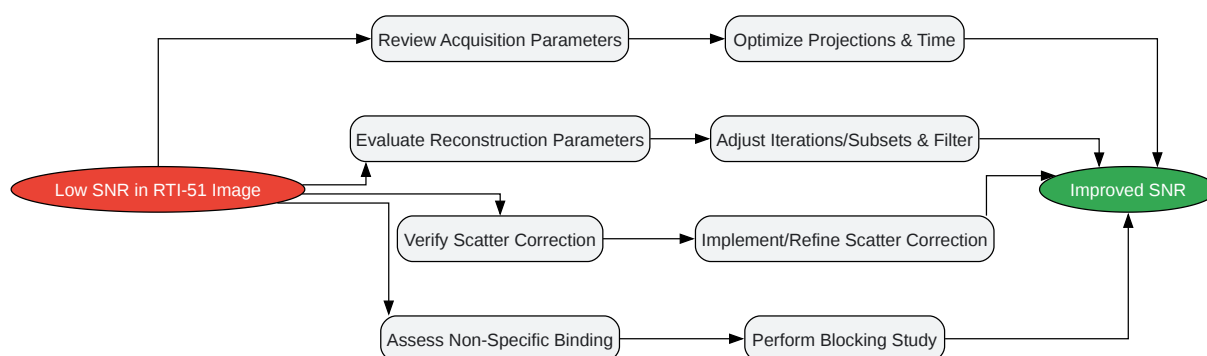 Review Acquisition Parameters
Optimize Projections & Time
Evaluate Reconstruction Parameters
Adjust Iterations/Subsets & Filter
Low SNR in RTI-51 Image
Improved SNR
Verify Scatter Correction
Implement/Refine Scatter Correction
Assess Non-Specific Binding
Perform Blocking Study